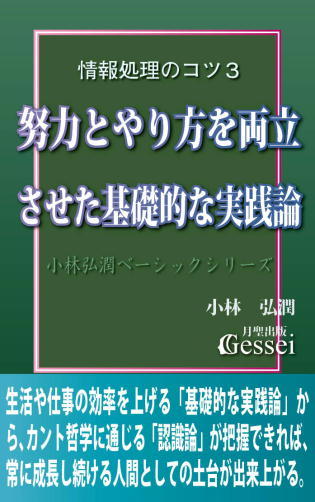 情報処理のコツ３
努力とやり方を両立
させた基礎的な実践論
小林弘潤ベーシックシリーズ
小林　弘潤
月聖出版
Gessei
生活や仕事の効率を上げる「基礎的な実践論」か
ら、カント哲学に通じる「認識論」が把握できれば、
常に成長し続ける人間としての土台が出来上がる。